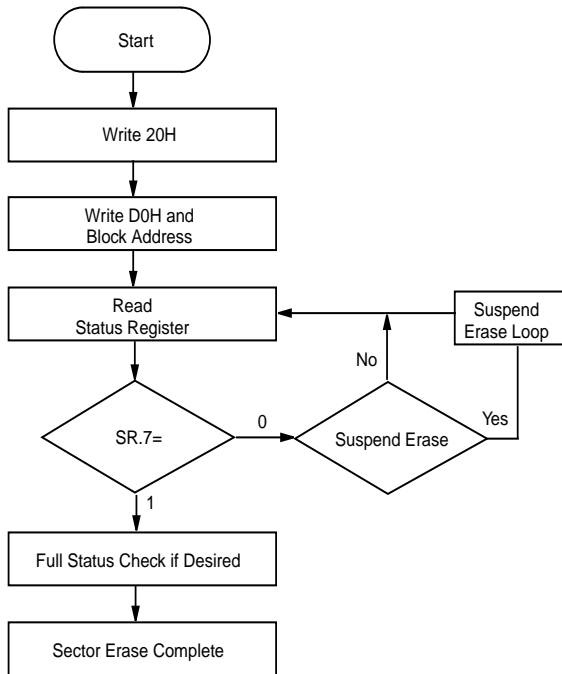 Start
Write 20H
Write D0H and
Block Address
Read
Status Register
Suspend
Erase Loop
No
SR.7=
0
Suspend Erase
Yes
1
Full Status Check if Desired
Sector Erase Complete